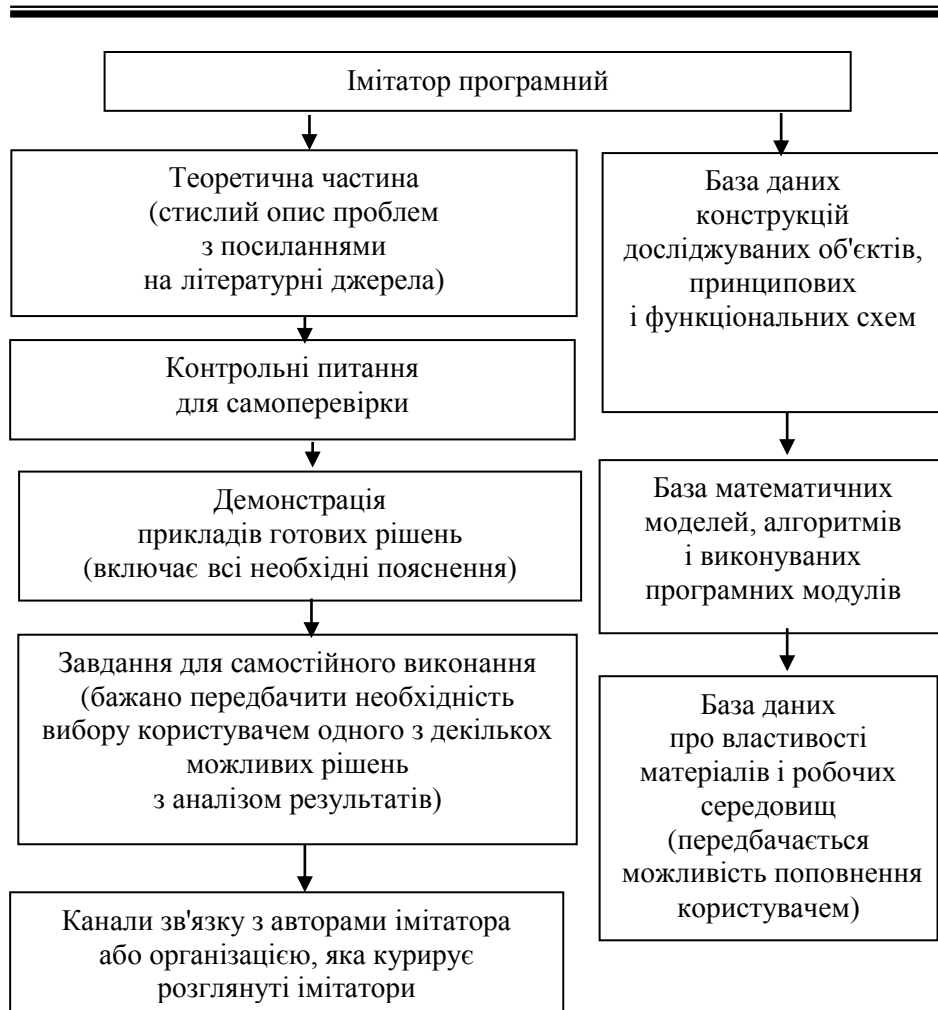 Імітатор програмний
Теоретична частина
(стислий опис проблем
з посиланнями
на літературні джерела)
Контрольні питання
для самоперевірки
Демонстрація
прикладів готових рішень
(включає всі необхідні пояснення)
Завдання для самостійного виконання
(бажано передбачити необхідність
вибору користувачем одного з декількох
можливих рішень
з аналізом результатів)
Канали зв'язку з авторами імітатора
або організацією, яка курирує
розглянуті імітатори
База даних
конструкцій
досліджуваних об'єктів,
принципових
і функціональних схем
База математичних
моделей, алгоритмів
і виконуваних
програмних модулів
База даних
про властивості
матеріалів і робочих
середовищ
(передбачається
можливість поповнення
користувачем)